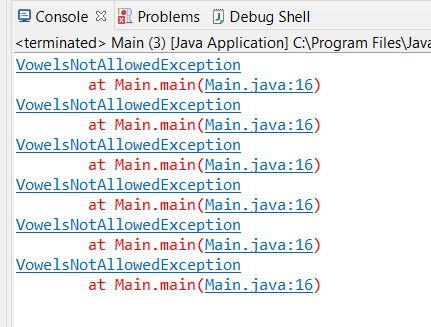 Console Problems Debug Shell
<terminated> Main (3) [Java Application] C:\Program Files\Java
VowelsNotAllowedException
at Main.main(Main.java:16)
VowelsNotAllowedException
at Main.main(Main.java:16)
VowelsNotAllowedException
at Main.main(Main.java:16)
VowelsNotAllowedException
at Main.main(Main.java:16)
VowelsNotAllowedException
at Main.main(Main.java:16)
VowelsNotAllowedException
at Main.main(Main.java:16)